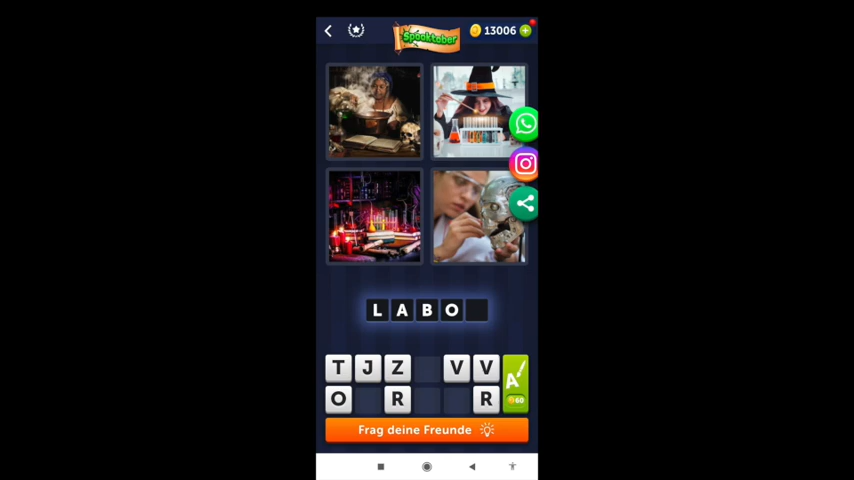 Spooktober
13006
L A B O
T J Z V V
A
60
O R R
Frag deine Freunde